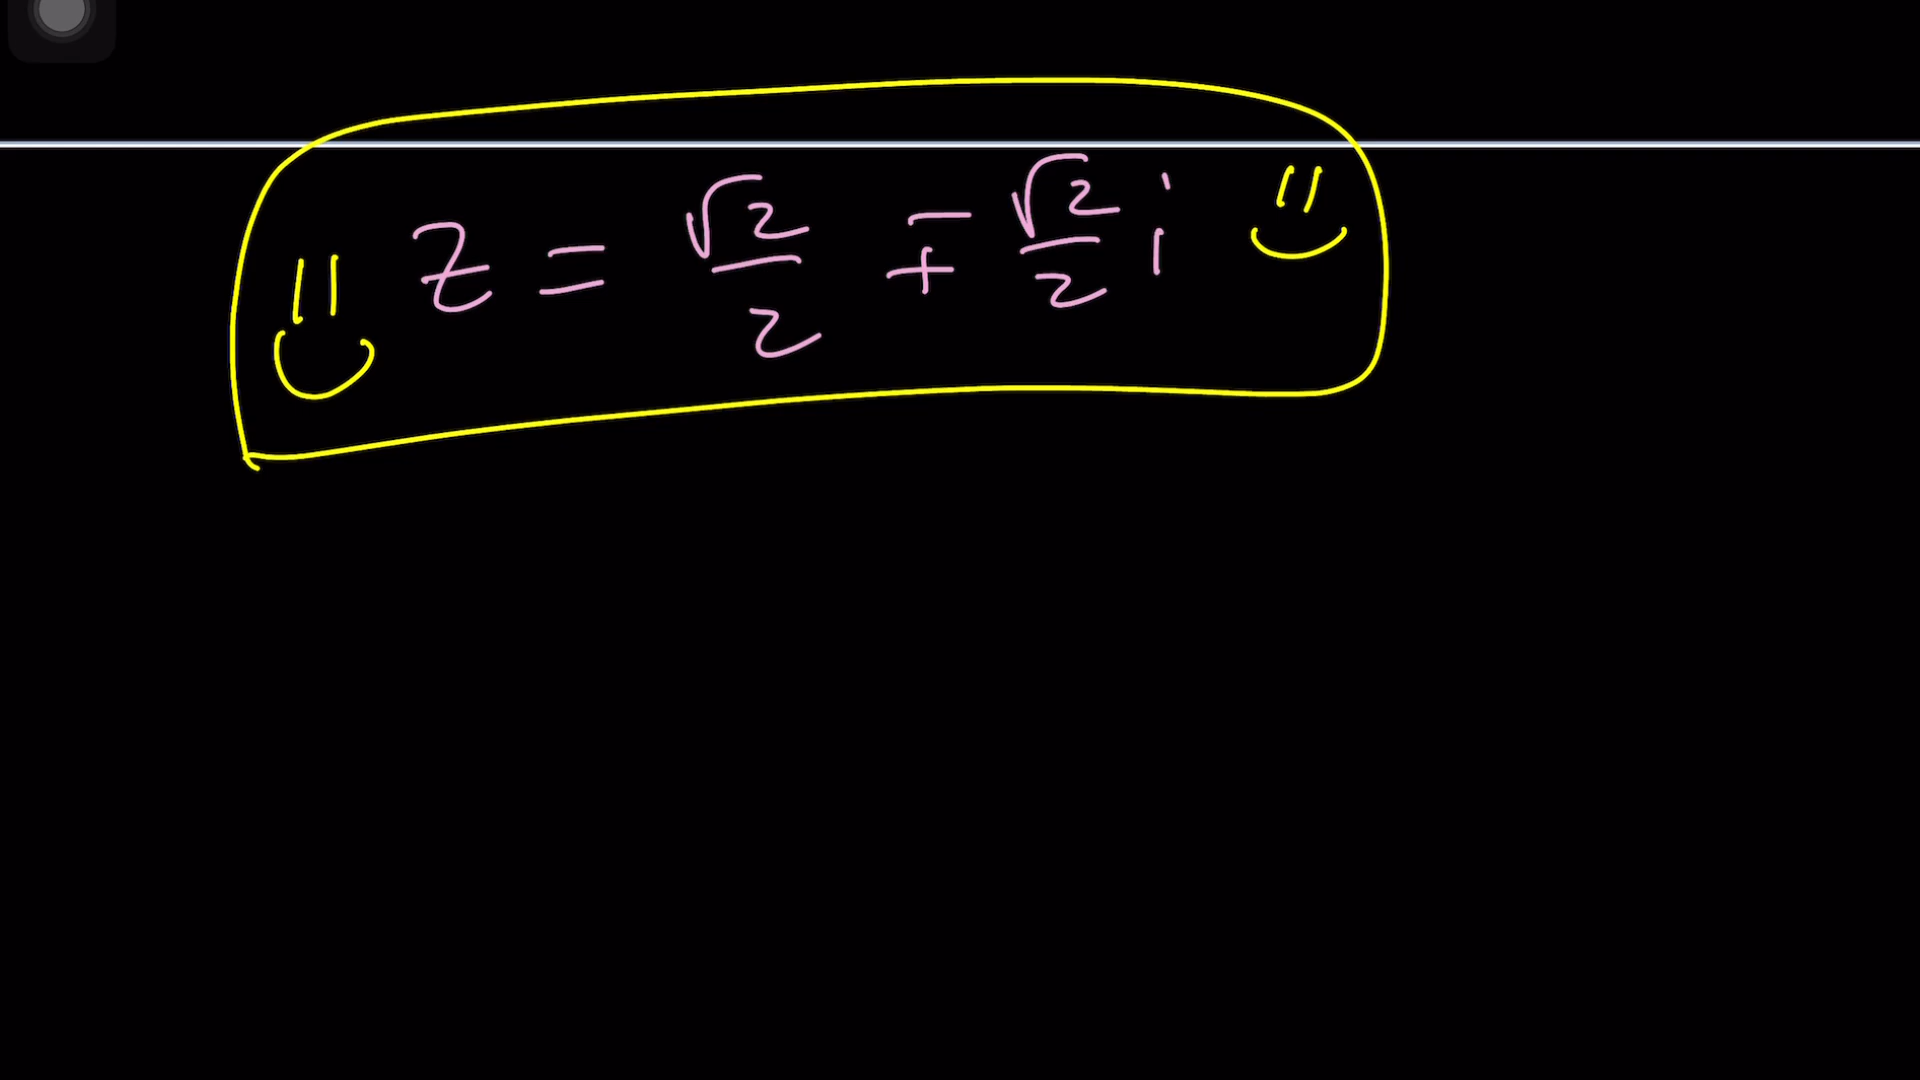 z = √2/2 ∓ √2/2 i